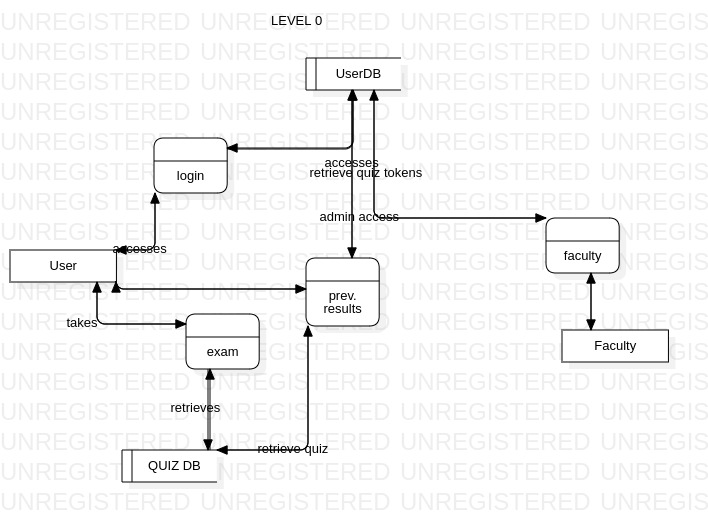 LEVEL 0
UserDB
login
accesses
retrieve quiz tokens
admin access
accesses
User
faculty
prev.
results
takes
exam
Faculty
retrieves
retrieve quiz
QUIZ DB
UNREGISTERED UNREGISTERED UNREGISTERED UNREGIS